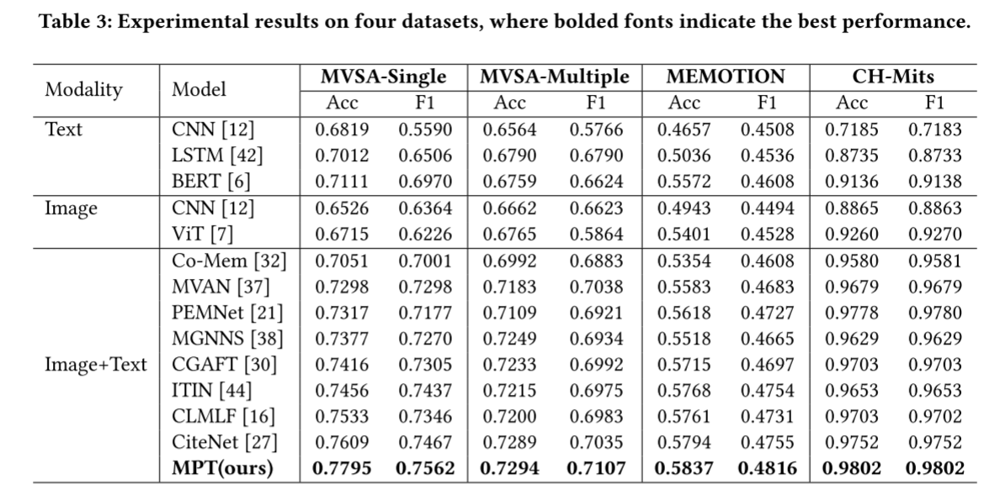 Table 3: Experimental results on four datasets, where bolded fonts indicate the best performance.
Modality Model MVSA-Single MVSA-Multiple MEMOTION CH-Mits
Acc F1 Acc F1 Acc F1 Acc F1
Text CNN [12] 0.6819 0.5590 0.6564 0.5766 0.4657 0.4508 0.7185 0.7183
LSTM [42] 0.7012 0.6506 0.6790 0.6790 0.5036 0.4536 0.8735 0.8733
BERT [6] 0.7111 0.6970 0.6759 0.6624 0.5572 0.4608 0.9136 0.9138
Image CNN [12] 0.6526 0.6364 0.6662 0.6623 0.4943 0.4494 0.8865 0.8863
ViT [7] 0.6715 0.6226 0.6765 0.5864 0.5401 0.4528 0.9260 0.9270
Co-Mem [32] 0.7051 0.7001 0.6992 0.6883 0.5354 0.4608 0.9580 0.9581
MVAN [37] 0.7298 0.7298 0.7183 0.7038 0.5583 0.4683 0.9679 0.9679
PEMNet [21] 0.7317 0.7177 0.7109 0.6921 0.5618 0.4727 0.9778 0.9780
MGNNS [38] 0.7377 0.7270 0.7249 0.6934 0.5518 0.4665 0.9629 0.9629
Image+Text CGAFT [30] 0.7416 0.7305 0.7233 0.6992 0.5715 0.4697 0.9703 0.9703
ITIN [44] 0.7456 0.7437 0.7215 0.6975 0.5768 0.4754 0.9653 0.9653
CLMLF [16] 0.7533 0.7346 0.7200 0.6983 0.5761 0.4731 0.9703 0.9702
CiteNet [27] 0.7609 0.7467 0.7289 0.7035 0.5794 0.4755 0.9752 0.9752
MPT(ours) 0.7795 0.7562 0.7294 0.7107 0.5837 0.4816 0.9802 0.9802